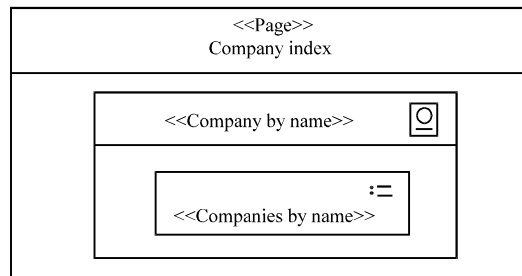 <<Page>>
Company index
<<Company by name>>
<<Companies by name>>